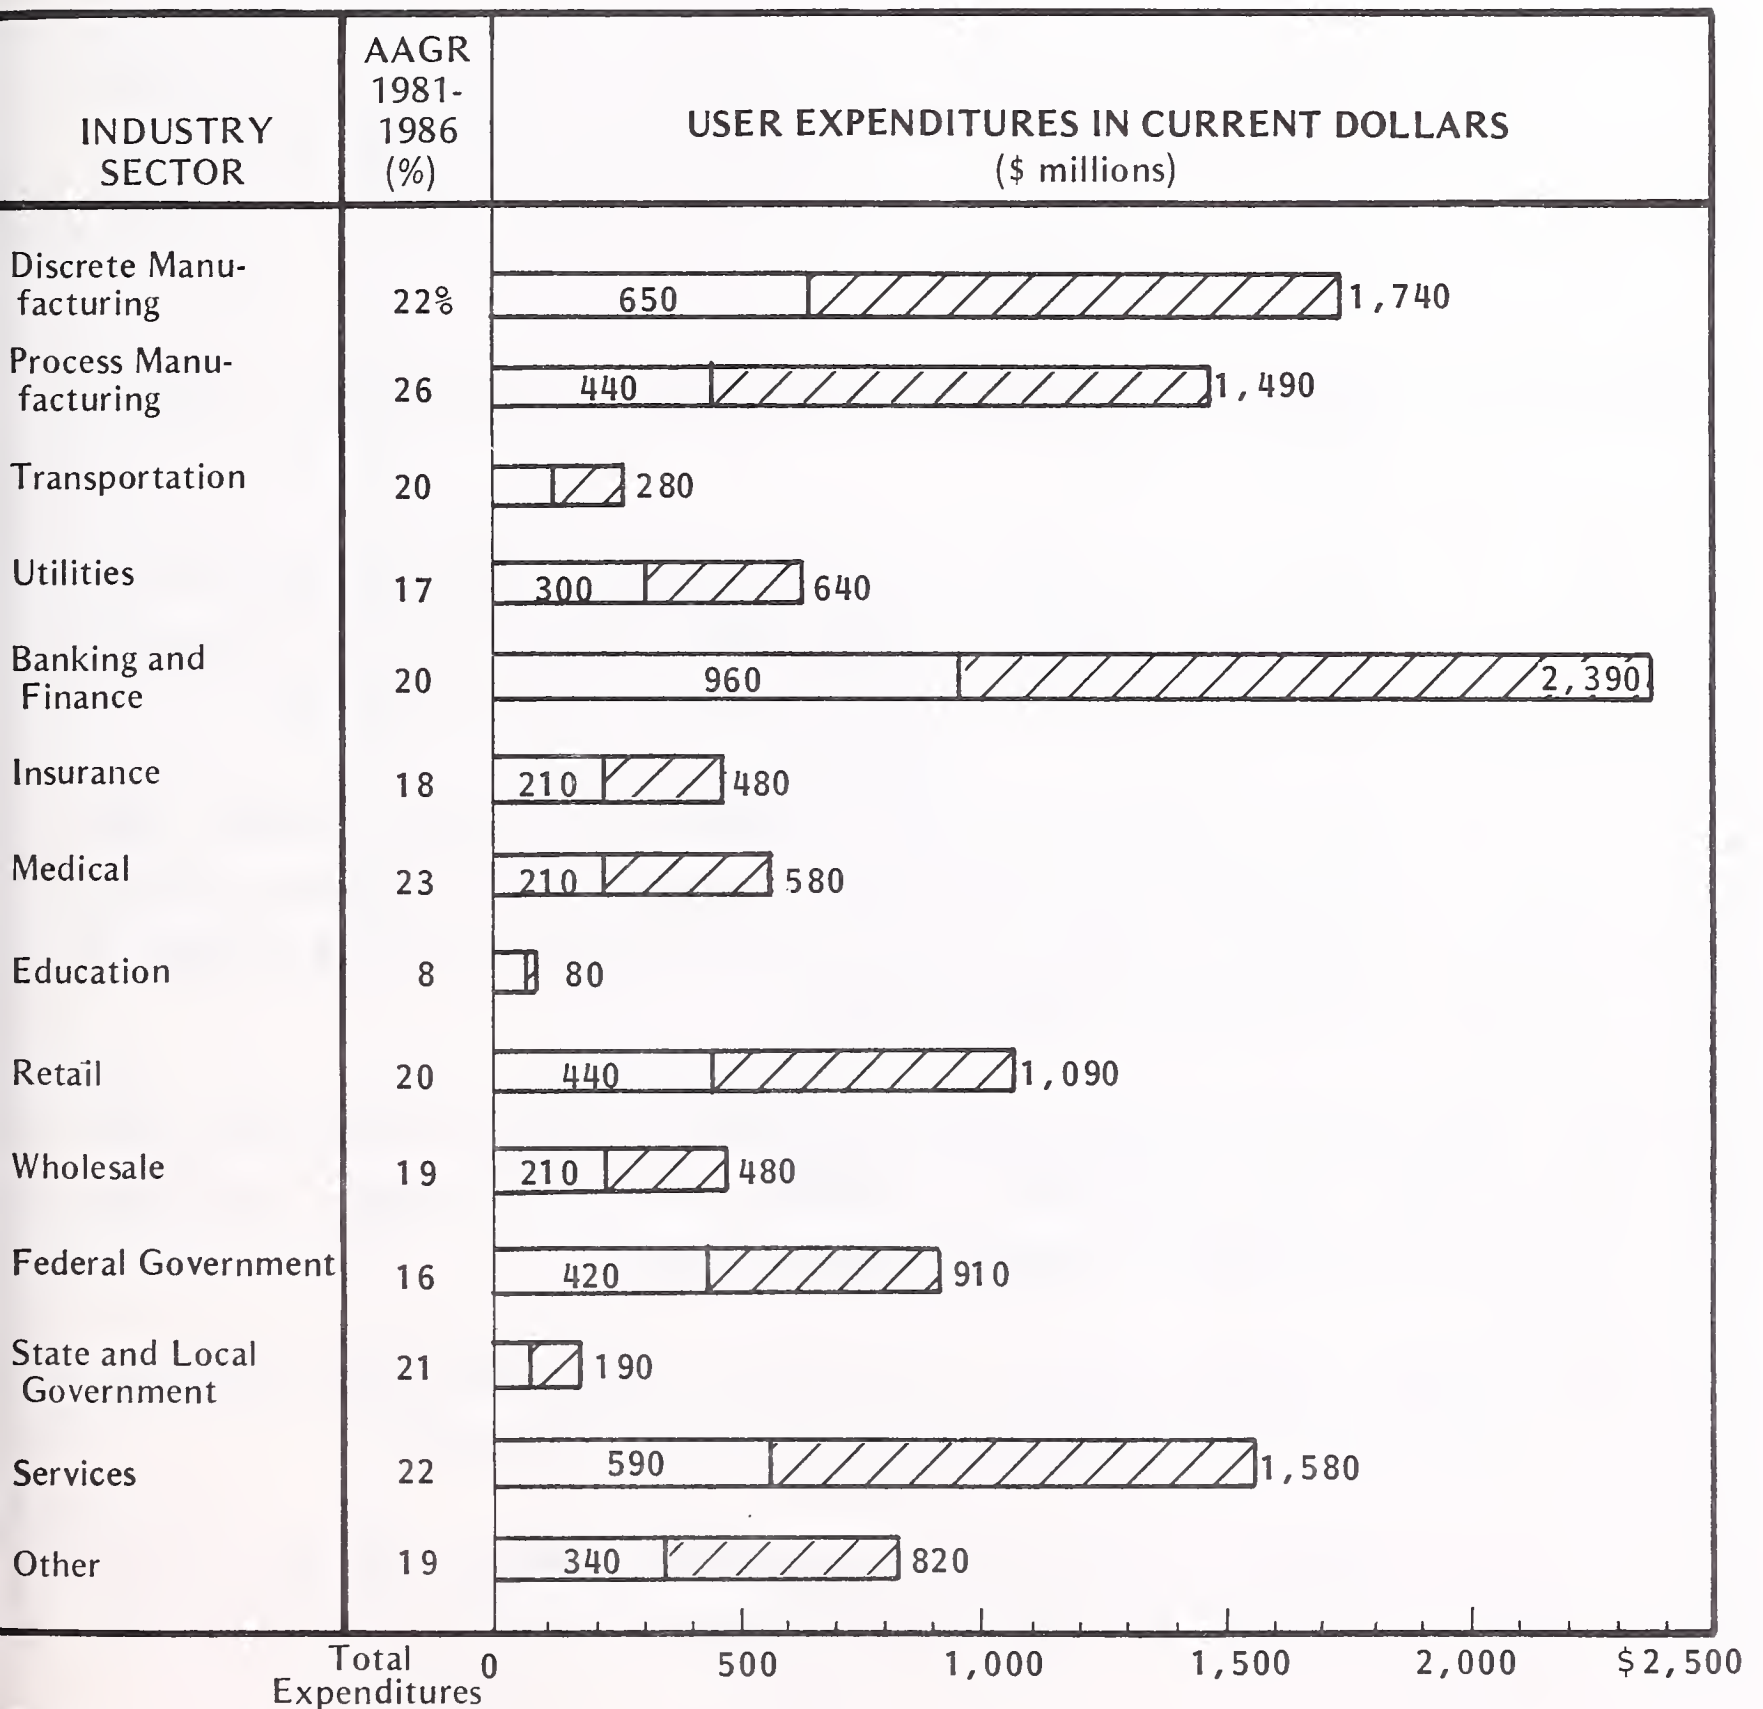 INDUSTRY
SECTOR
AAGR
1981-
1986
(%)
USER EXPENDITURES IN CURRENT DOLLARS
($ millions)
Discrete Manu-
facturing
22%
650
1,740
Process Manu-
facturing
26
440
1,490
Transportation
20
280
Utilities
17
300
640
Banking and
Finance
20
960
2,390
Insurance
18
210
480
Medical
23
210
580
Education
8
80
Retail
20
440
1,090
Wholesale
19
210
480
Federal Government
16
420
910
State and Local
Government
21
190
Services
22
590
1,580
Other
19
340
820
Total
Expenditures
0
500
1,000
1,500
2,000
$2,500